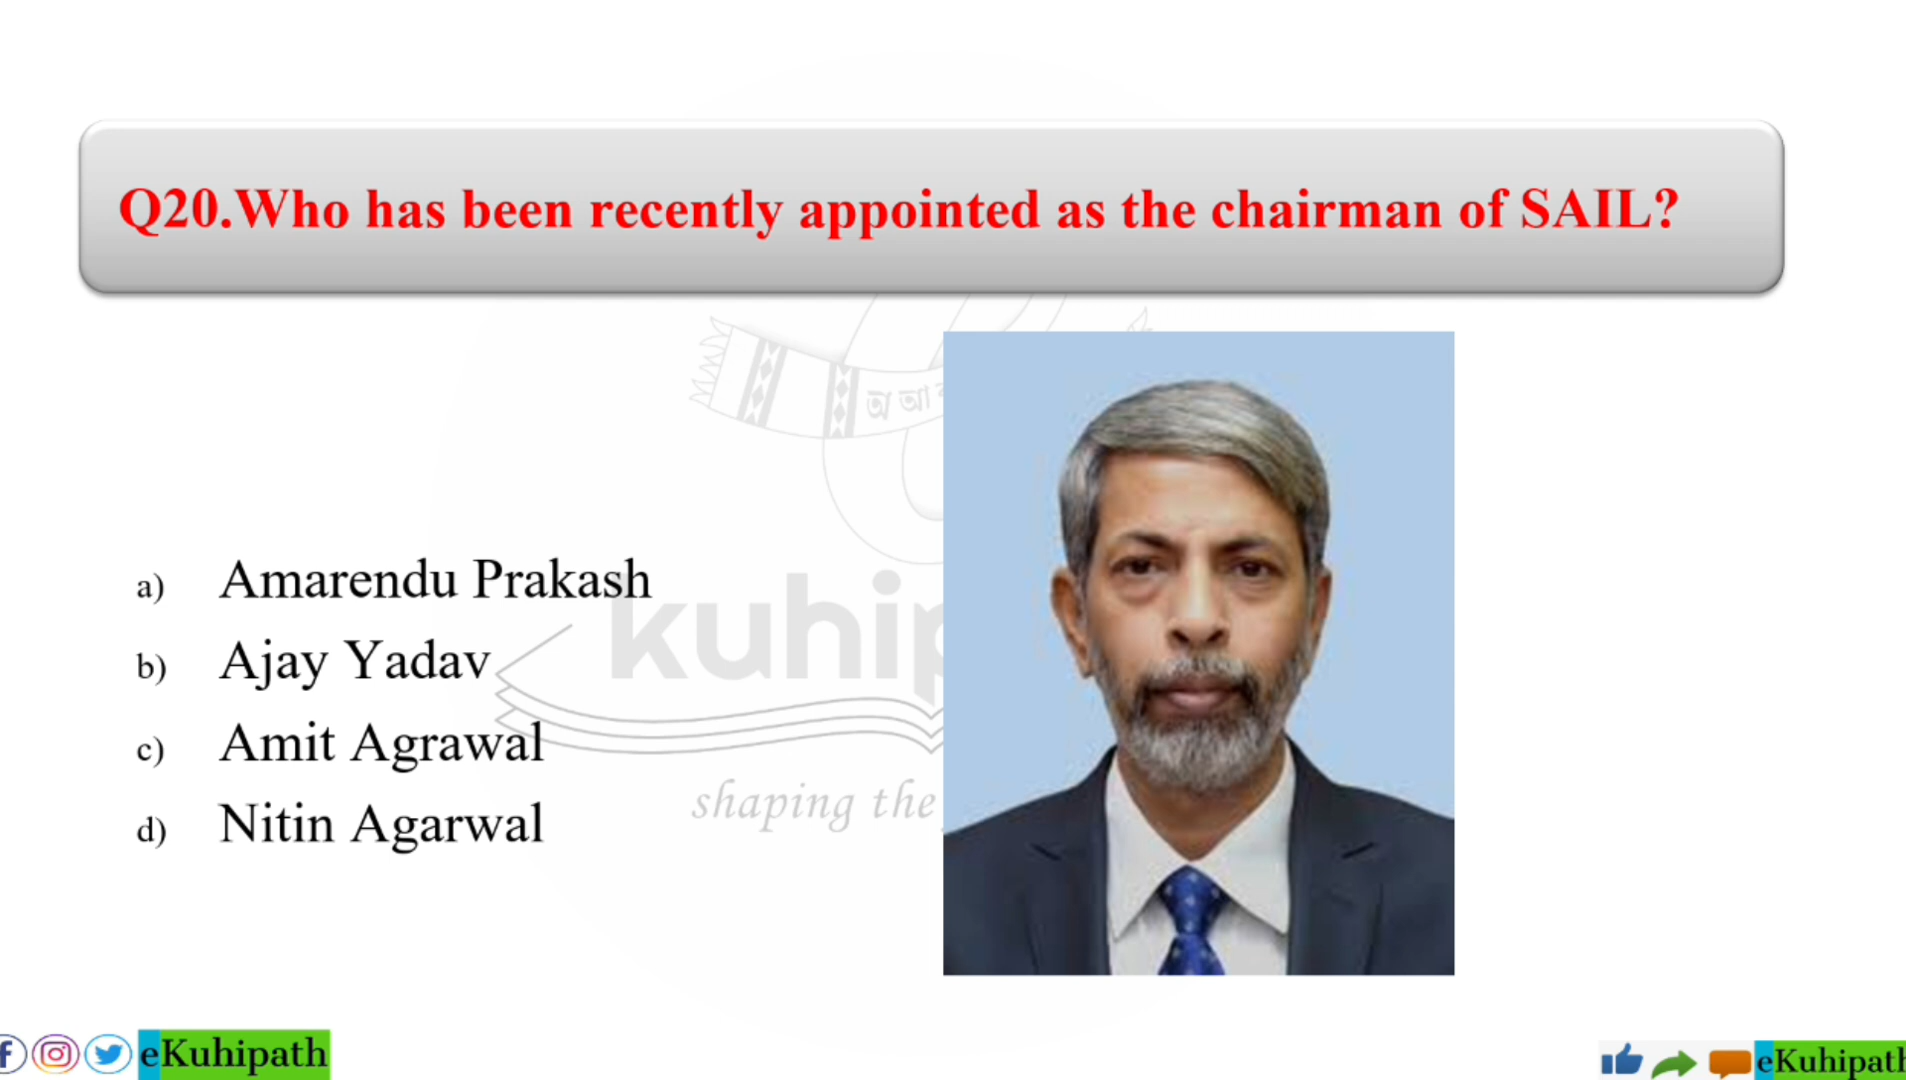 Q20.Who has been recently appointed as the chairman of SAIL?
অ আ
a) Amarendu Prakash
b) Ajay Yadav
c) Amit Agrawal
d) Nitin Agarwal
kuhip
shaping the
eKuhipath
eKuhipath